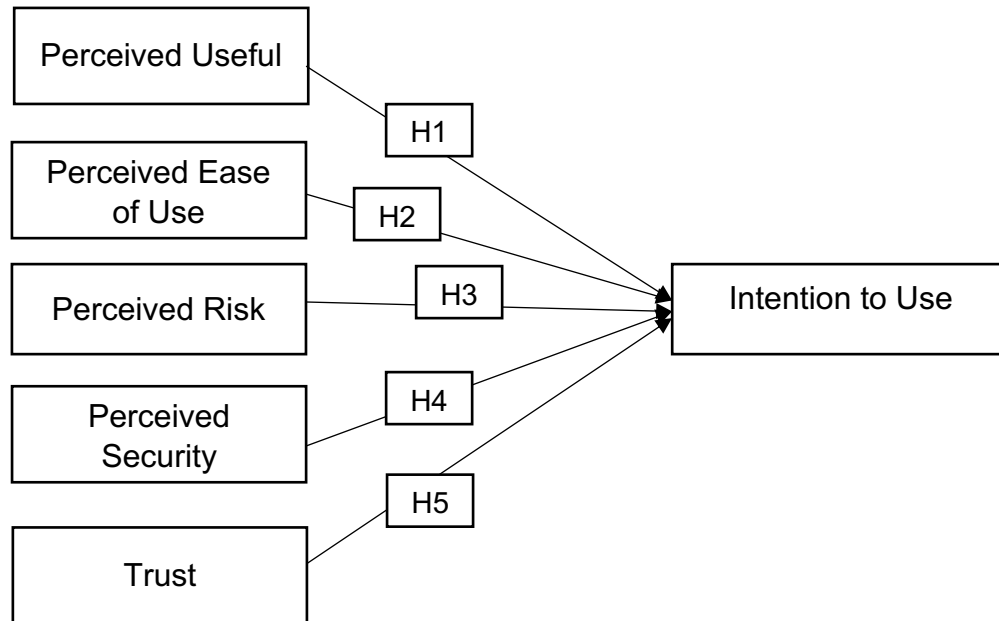 Perceived Useful
H1
Perceived Ease
of Use
H2
Perceived Risk
H3
Intention to Use
Perceived
Security
H4
H5
Trust